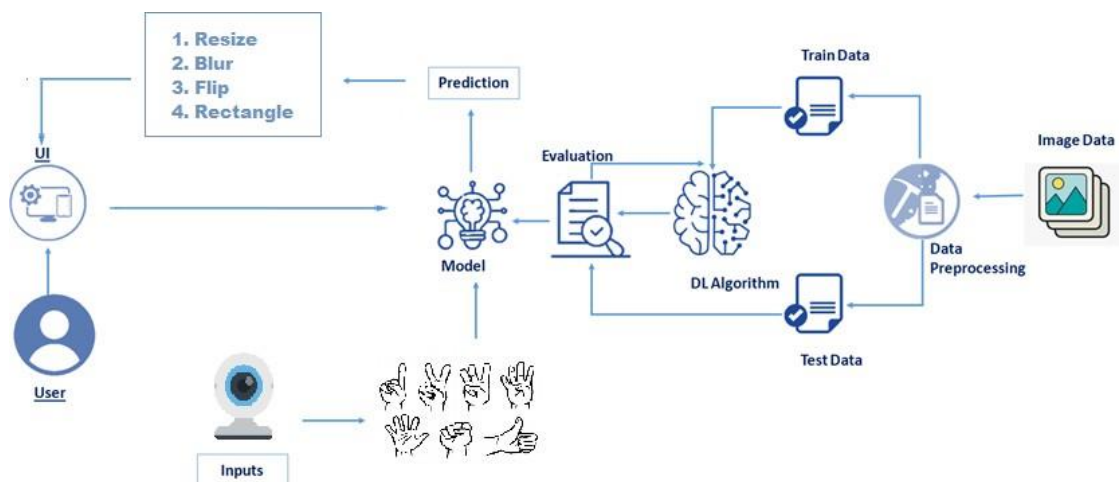 1. Resize
2. Blur
3. Flip
4. Rectangle
Prediction
Train Data
Image Data
UI
Evaluation
Model
DL Algorithm
Data
Preprocessing
Test Data
User
Inputs